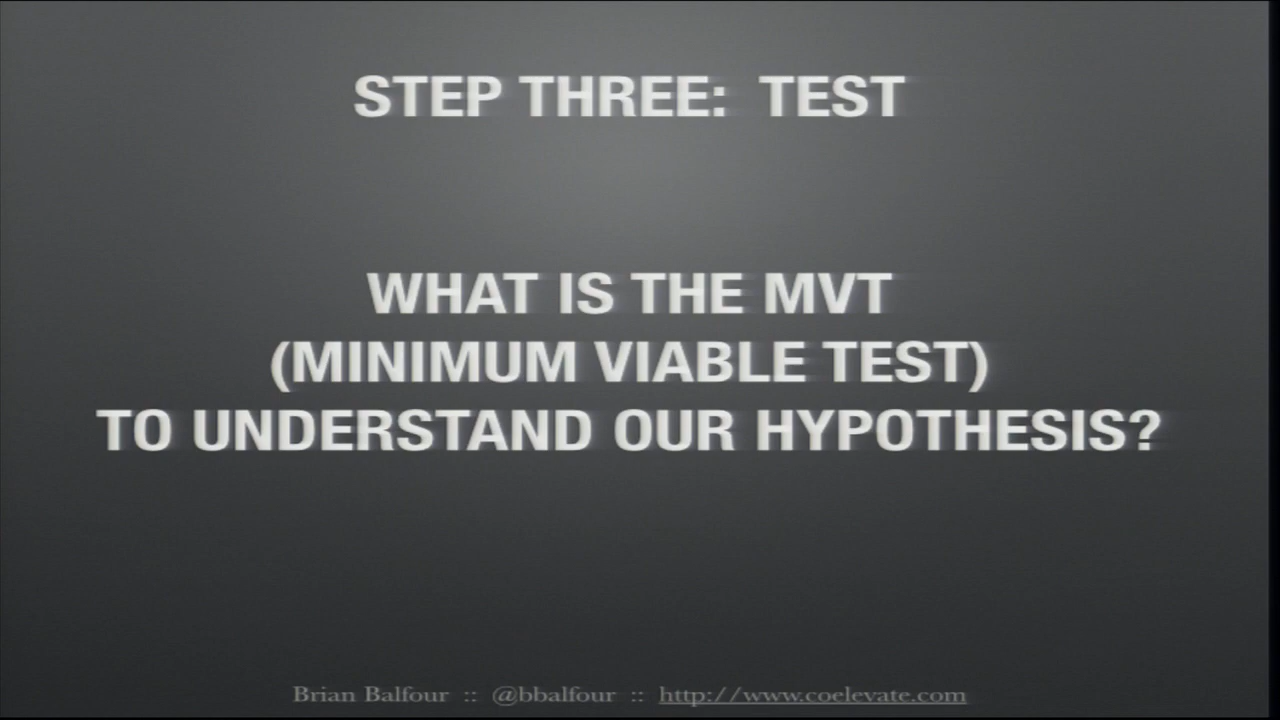 STEP THREE: TEST
WHAT IS THE MVT
(MINIMUM VIABLE TEST)
TO UNDERSTAND OUR HYPOTHESIS?
Brian Balfour :: @bbalfour :: http://www.coelevate.com